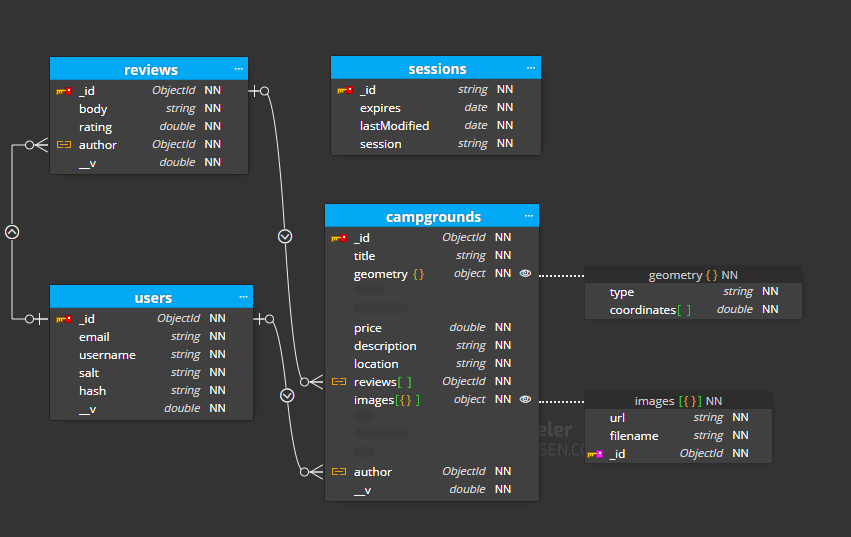 reviews ...
_id ObjectId NN
body string NN
rating double NN
author ObjectId NN
__v double NN
sessions ...
_id string NN
expires date NN
lastModified date NN
session string NN
campgrounds ...
_id ObjectId NN
title string NN
geometry {} object NN
price double NN
description string NN
location string NN
reviews[ ] ObjectId NN
images[{} ] object NN
author ObjectId NN
__v double NN
geometry { } NN
type string NN
coordinates[ ] double NN
users ...
_id ObjectId NN
email string NN
username string NN
salt string NN
hash string NN
__v double NN
images [{ }] NN
url string NN
filename string NN
_id ObjectId NN